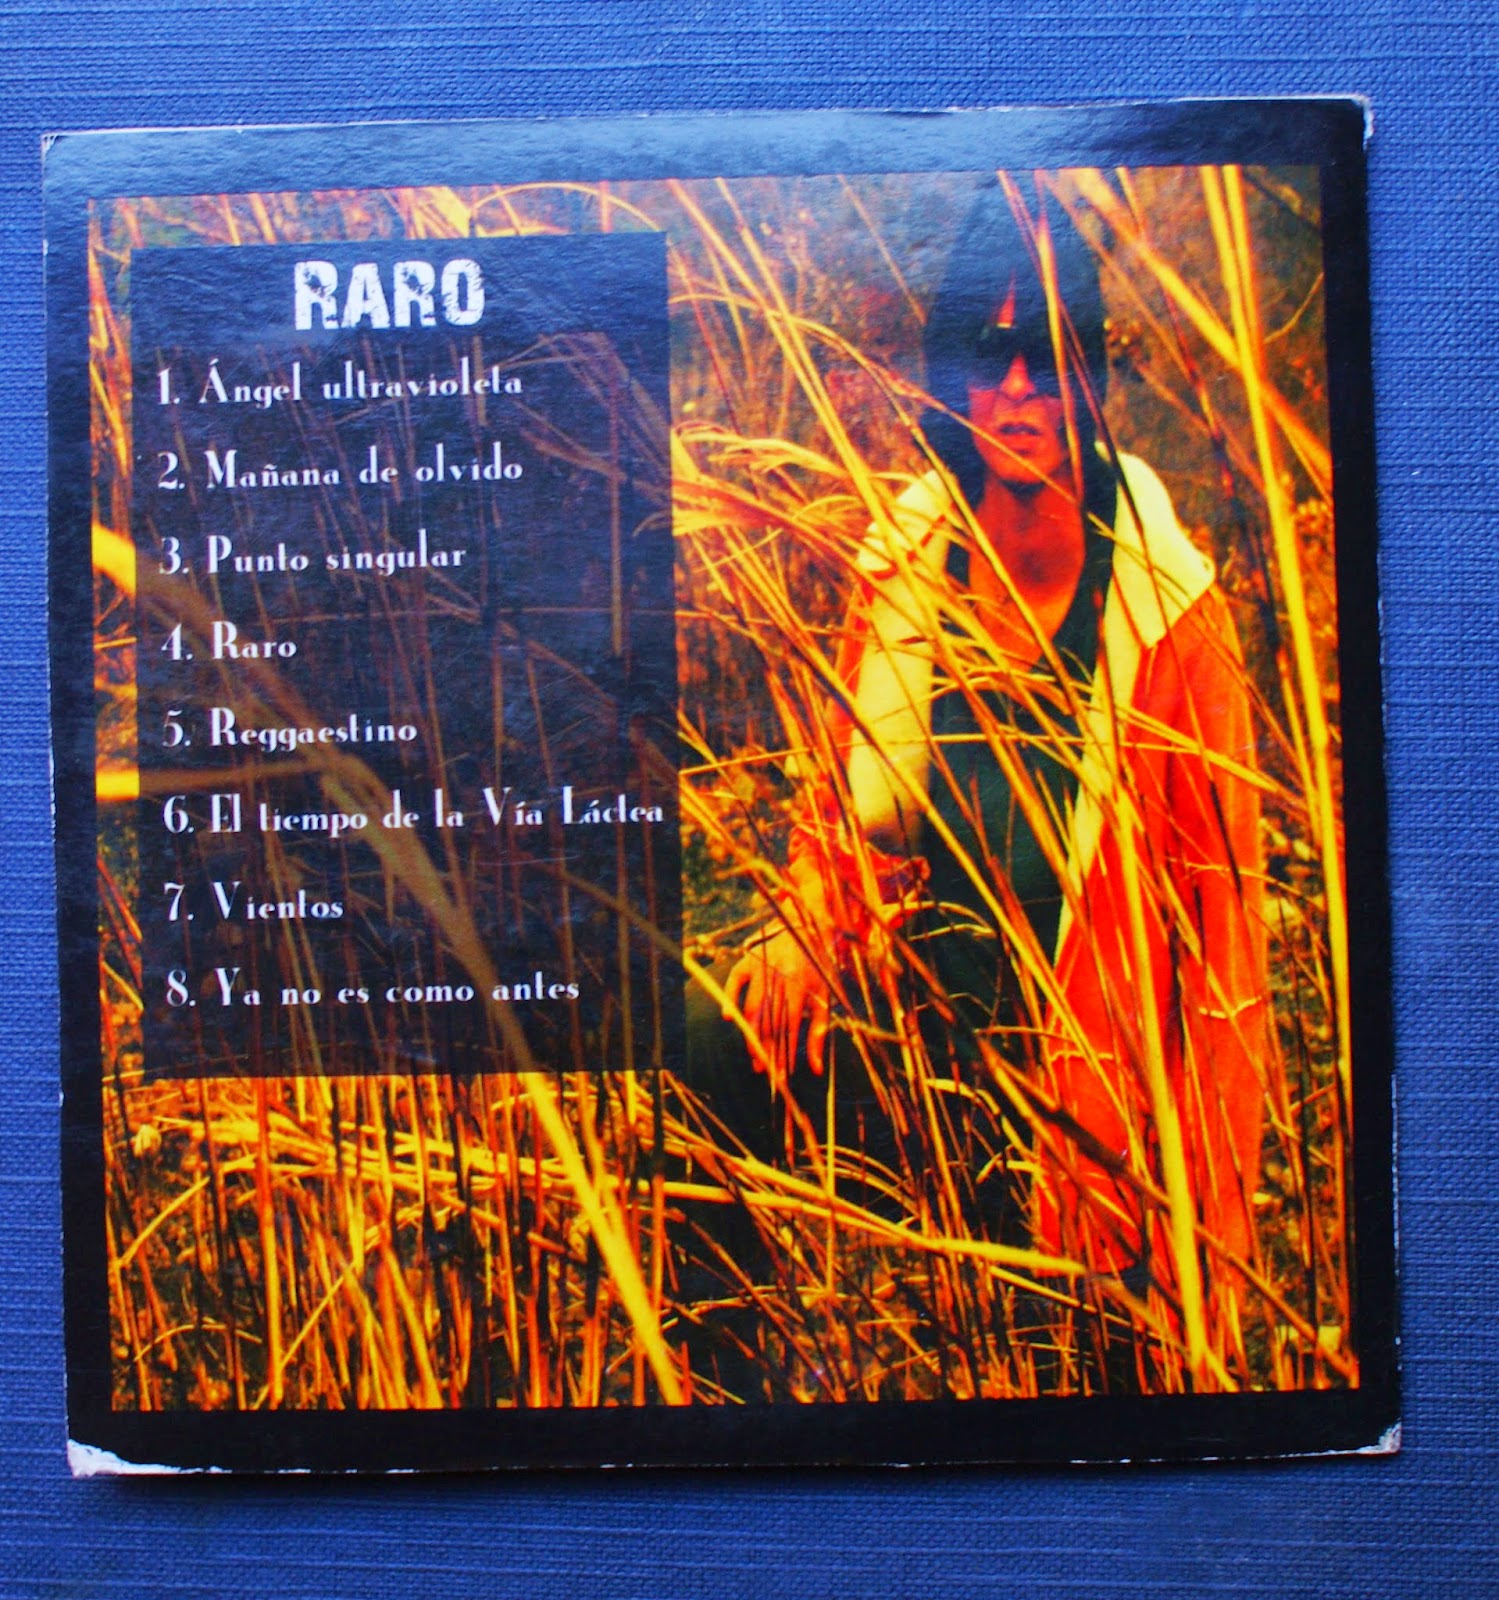 RARO
1. Ángel ultravioleta
2. Mañana de olvido
3. Punto singular
4. Raro
5. Reggaestino
6. El tiempo de la Vía Láctea
7. Vientos
8. Ya no es como antes